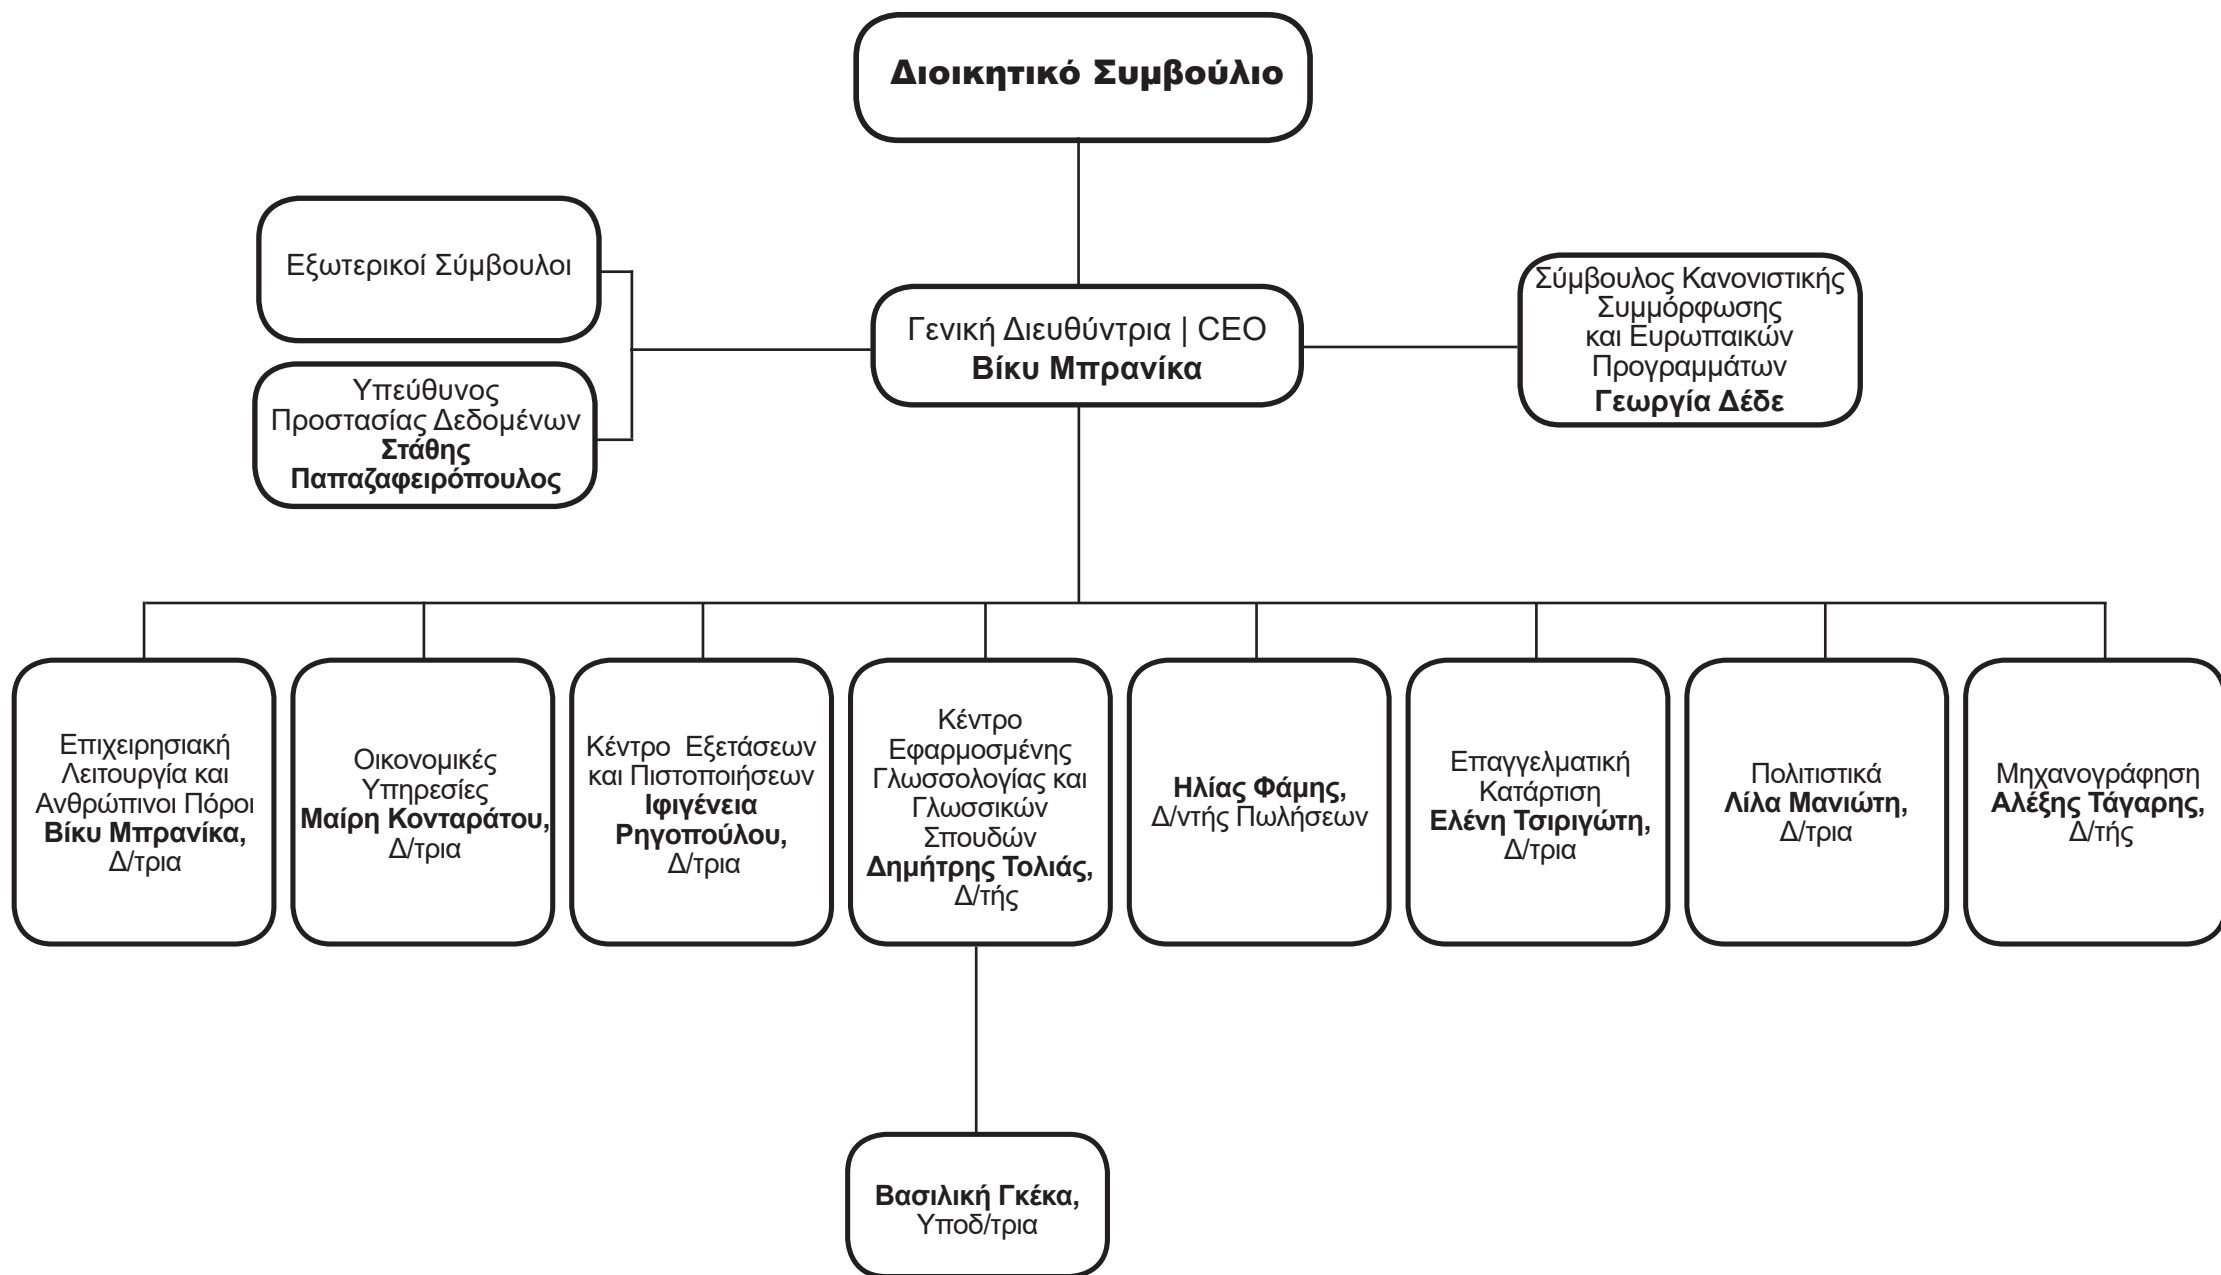 Διοικητικό Συμβούλιο
Εξωτερικοί Σύμβουλοι
Υπεύθυνος
Προστασίας Δεδομένων
Στάθης
Παπαζαφειρόπουλος
Γενική Διευθύντρια | CEO
Βίκυ Μπρανίκα
Σύμβουλος Κανονιστικής
Συμμόρφωσης
και Ευρωπαικών
Προγραμμάτων
Γεωργία Δέδε
Επιχειρησιακή
Λειτουργία και
Ανθρώπινοι Πόροι
Βίκυ Μπρανίκα,
Δ/τρια
Οικονομικές
Υπηρεσίες
Μαίρη Κονταράτου,
Δ/τρια
Κέντρο  Εξετάσεων
και Πιστοποιήσεων
Ιφιγένεια
Ρηγοπούλου,
Δ/τρια
Κέντρο
Εφαρμοσμένης
Γλωσσολογίας και
Γλωσσικών
Σπουδών
Δημήτρης Τολιάς,
Δ/τής
Ηλίας Φάμης,
Δ/ντής Πωλήσεων
Επαγγελματική
Κατάρτιση
Ελένη Τσιριγώτη,
Δ/τρια
Πολιτιστικά
Λίλα Μανιώτη,
Δ/τρια
Μηχανογράφηση
Αλέξης Τάγαρης,
Δ/τής
Βασιλική Γκέκα,
Υποδ/τρια